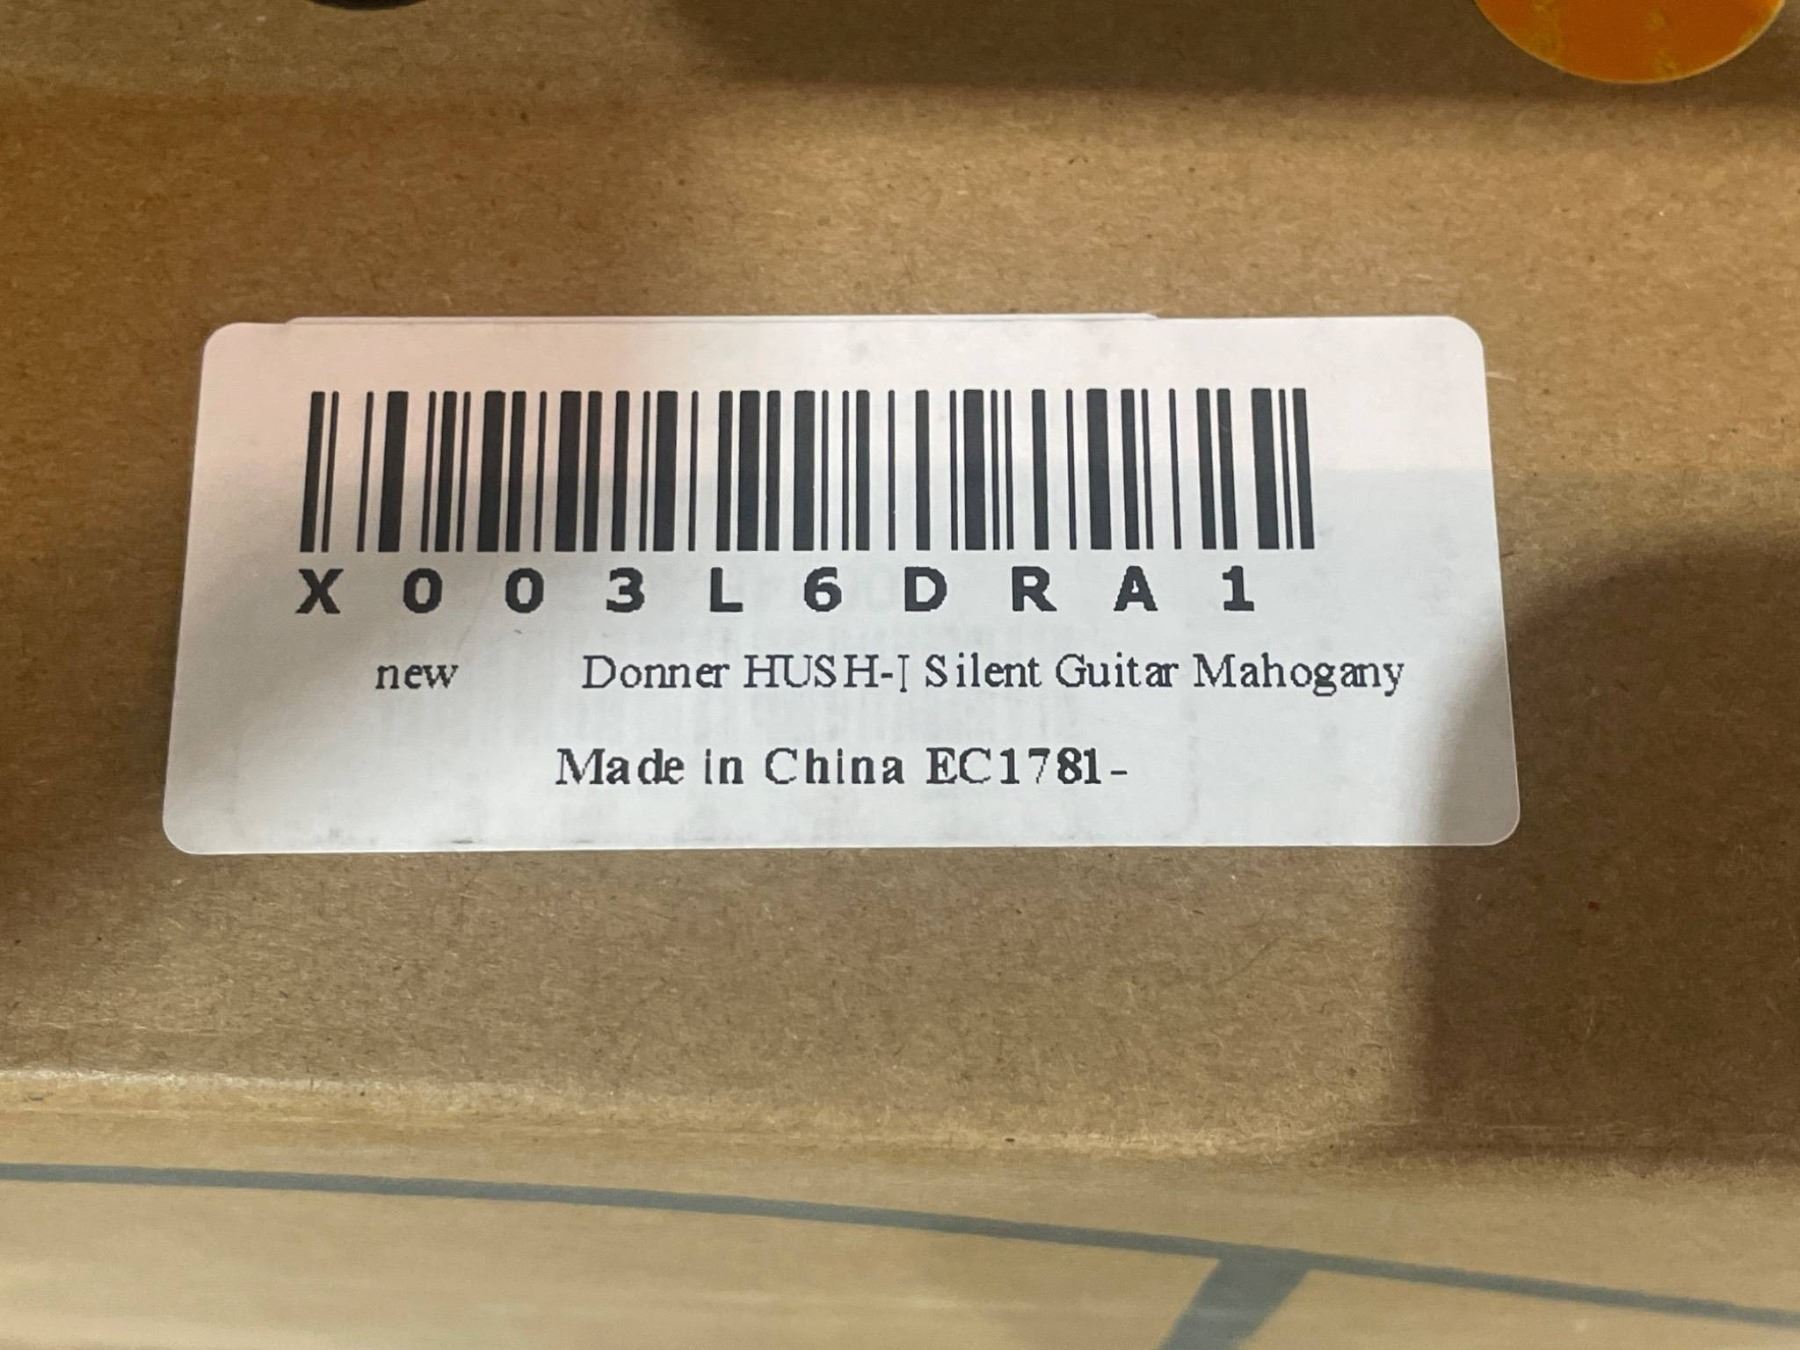 X003L6DRA1
new Donner HUSH-I Silent Guitar Mahogany
Made in China EC1781-